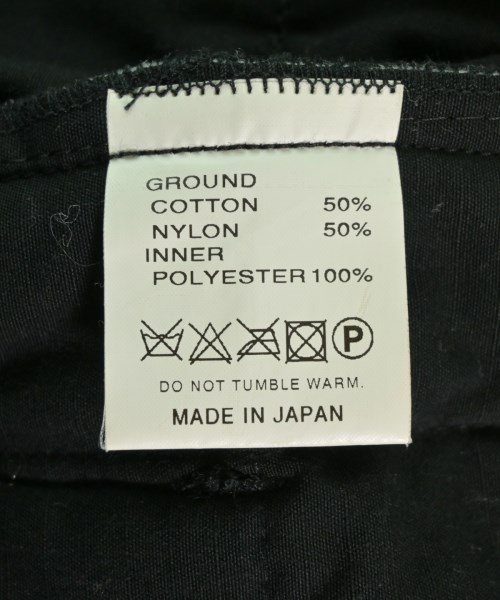 GROUND
COTTON 50%
NYLON 50%
INNER
POLYESTER 100%
P
DO NOT TUMBLE WARM.
MADE IN JAPAN